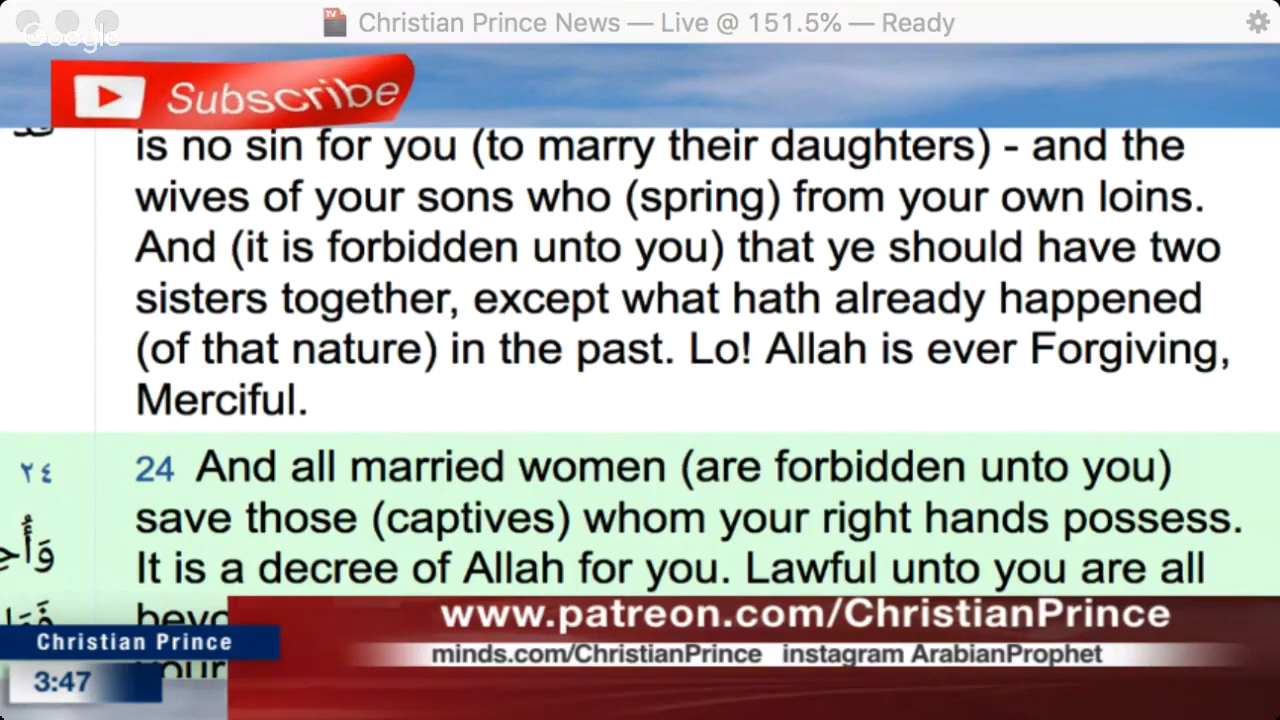 Christian Prince News — Live @ 151.5% — Ready
Google
Subscribe
is no sin for you (to marry their daughters) - and the
wives of your sons who (spring) from your own loins.
And (it is forbidden unto you) that ye should have two
sisters together, except what hath already happened
(of that nature) in the past. Lo! Allah is ever Forgiving,
Merciful.
٢٤
24 And all married women (are forbidden unto you)
save those (captives) whom your right hands possess.
It is a decree of Allah for you. Lawful unto you are all
your
www.patreon.com/ChristianPrince
Christian Prince
minds.com/ChristianPrince instagram ArabianProphet
3:47